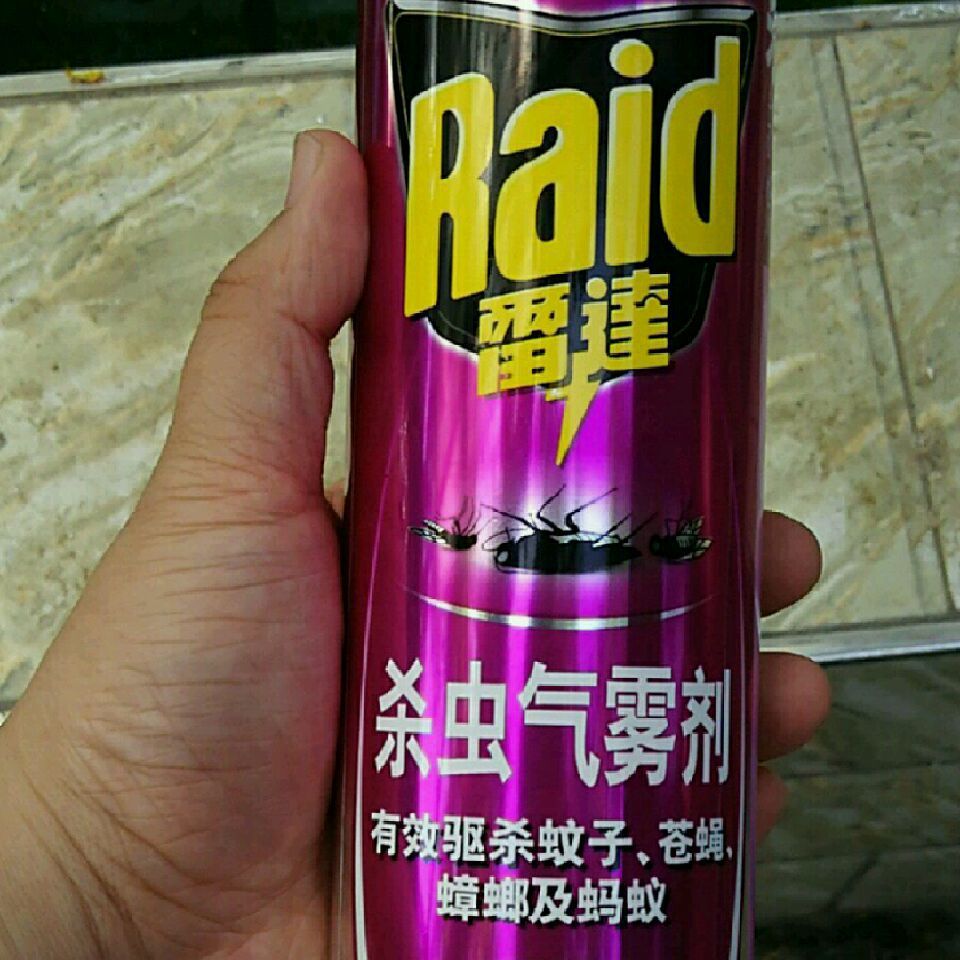 Raid
雷達
杀虫气雾剂
有效驱杀蚊子、苍蝇、
蟑螂及蚂蚁